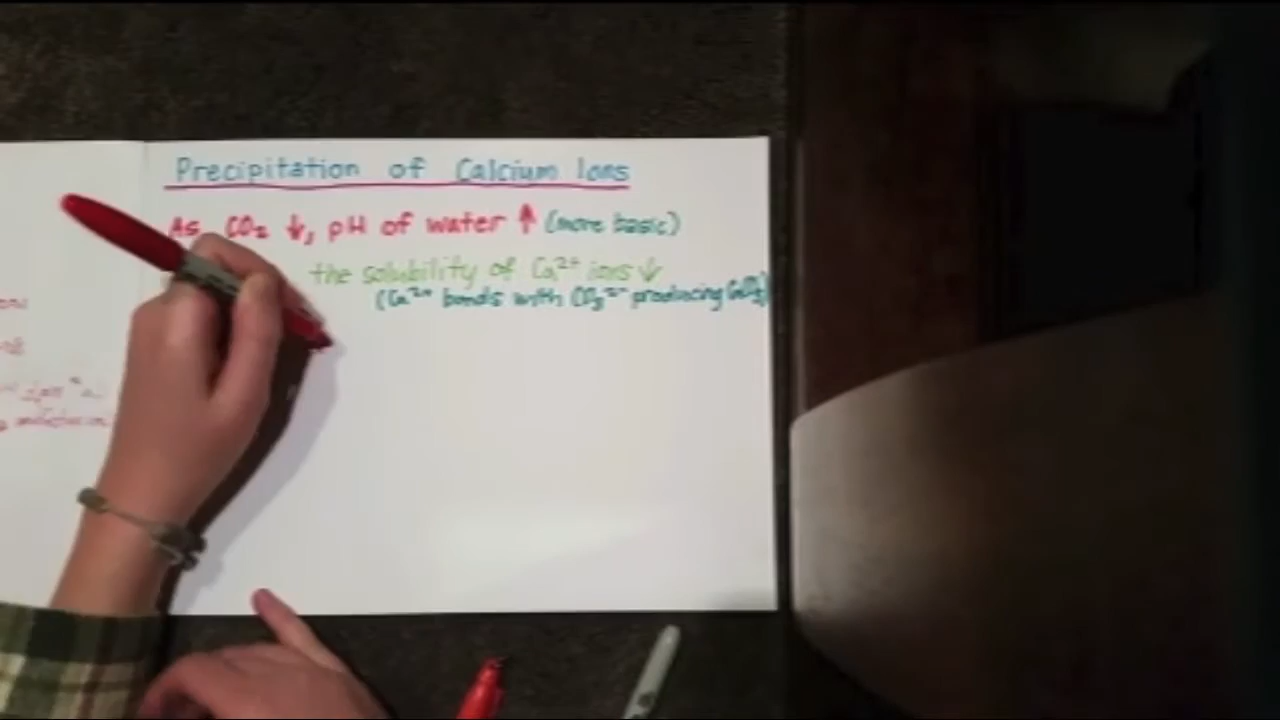 Precipitation of Calcium Ions
As CO₂ ↓, pH of water ↑ (more basic)
the solubility of Ca²⁺ ions ↓
(Ca²⁺ bonds with CO₃²⁻ producing CaCO₃)